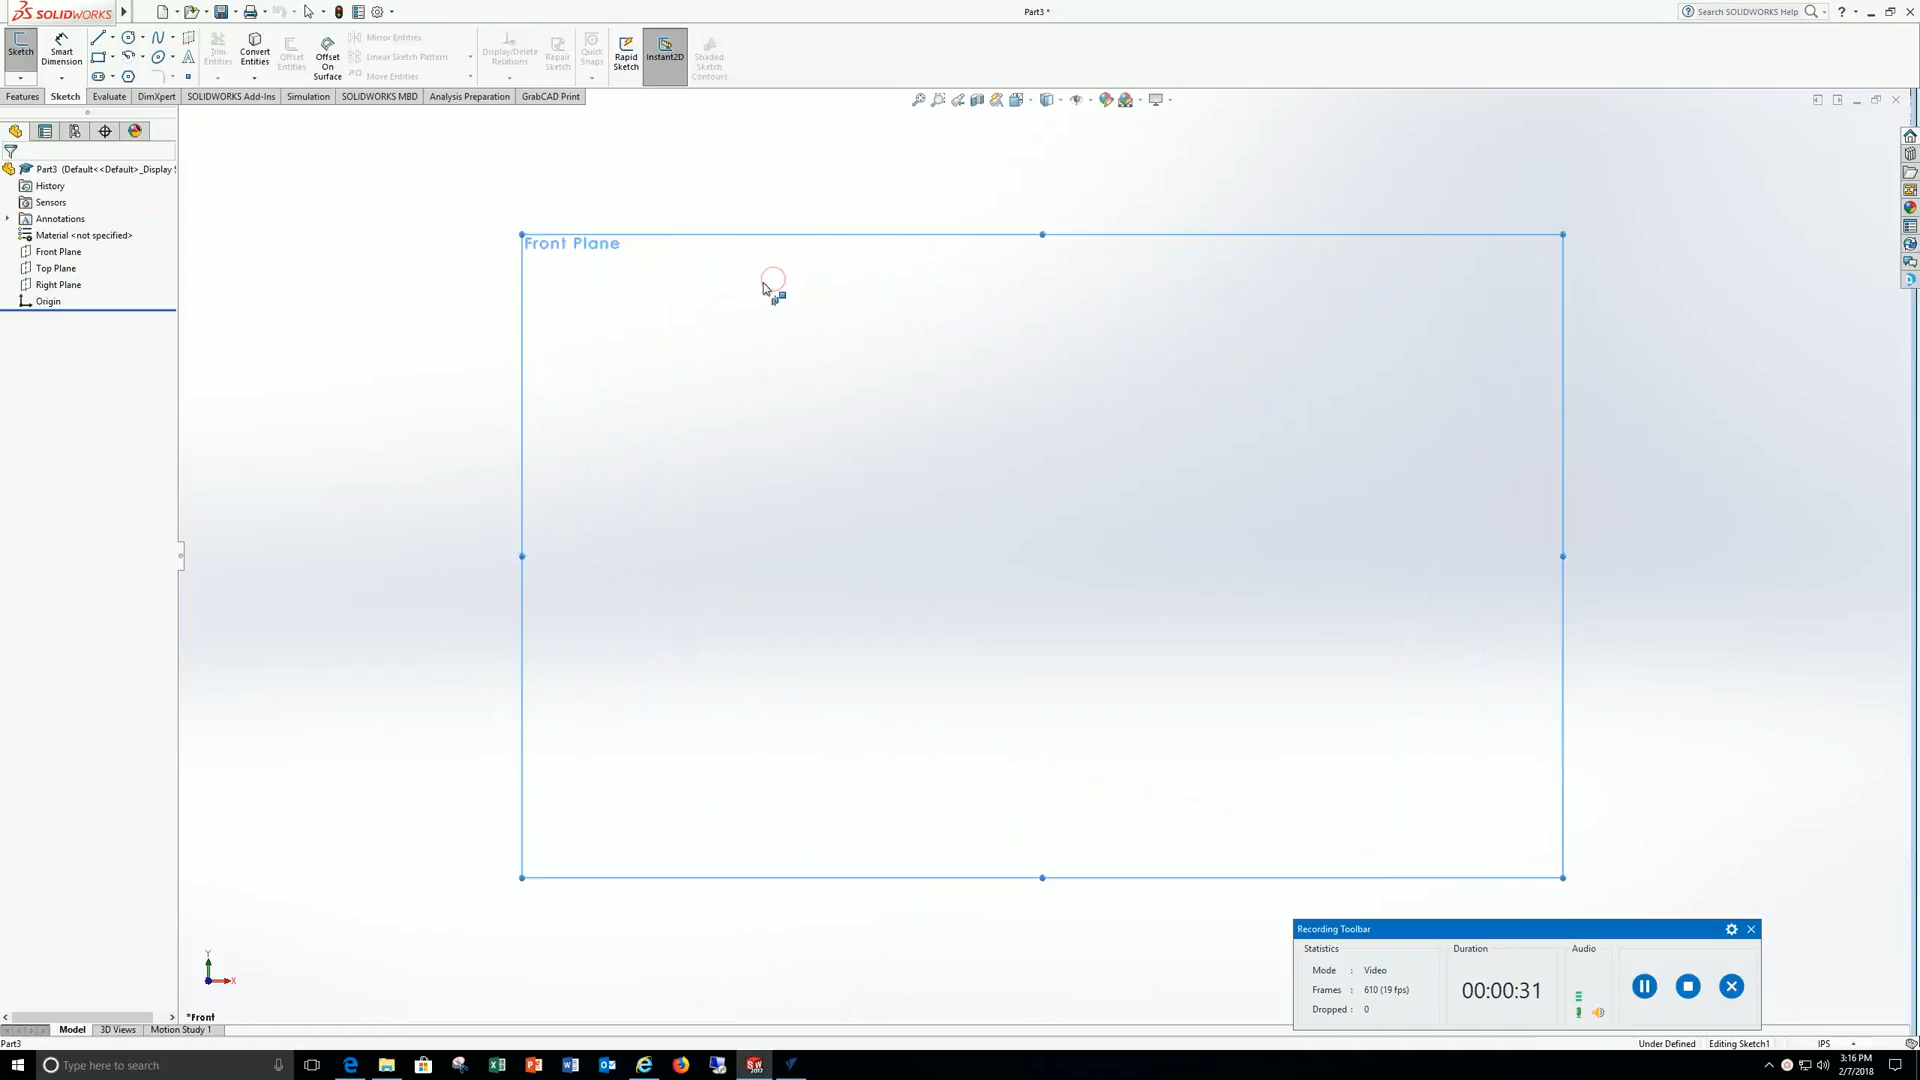 SOLIDWORKS
Part3 *
Search SOLIDWORKS Help
Sketch
Smart Dimension
Trim Entities
Convert Entities
Offset Entities
Offset On Surface
Mirror Entities
Linear Sketch Pattern
Move Entities
Display/Delete Relations
Repair Sketch
Quick Snaps
Rapid Sketch
Instant2D
Shaded Sketch Contours
Features
Sketch
Evaluate
DimXpert
SOLIDWORKS Add-Ins
Simulation
SOLIDWORKS MBD
Analysis Preparation
GrabCAD Print
Part3 (Default<<Default>_Display
History
Sensors
Annotations
Material <not specified>
Front Plane
Top Plane
Right Plane
Origin
Front Plane
Y
X
*Front
Recording Toolbar
Statistics
Mode : Video
Frames : 610 (19 fps)
Dropped : 0
Duration
00:00:31
Audio
Model
3D Views
Motion Study 1
Part3
Under Defined
Editing Sketch1
IPS
Type here to search
3:16 PM
2/7/2018